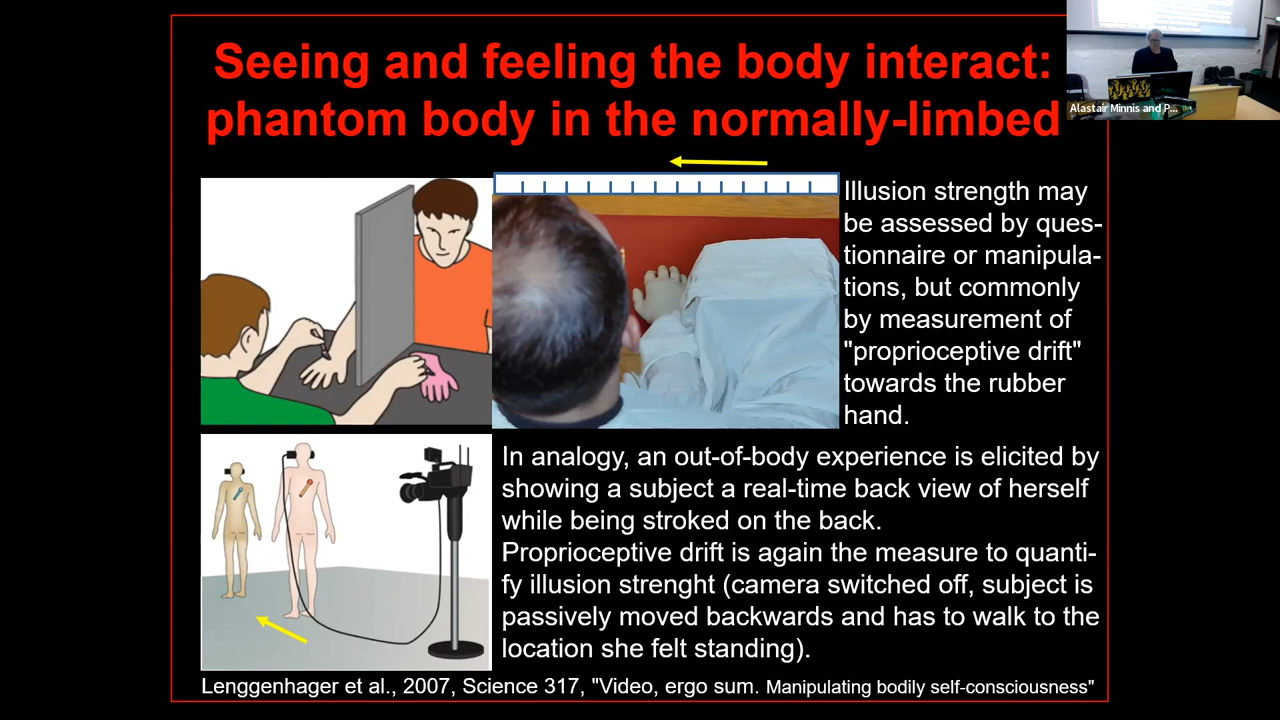 Seeing and feeling the body interact:
phantom body in the normally-limbed
Alastair Minnis and P...
Illusion strength may
be assessed by ques-
tionnaire or manipula-
tions, but commonly
by measurement of
"proprioceptive drift"
towards the rubber
hand.
In analogy, an out-of-body experience is elicited by
showing a subject a real-time back view of herself
while being stroked on the back.
Proprioceptive drift is again the measure to quanti-
fy illusion strenght (camera switched off, subject is
passively moved backwards and has to walk to the
location she felt standing).
Lenggenhager et al., 2007, Science 317, "Video, ergo sum. Manipulating bodily self-consciousness"